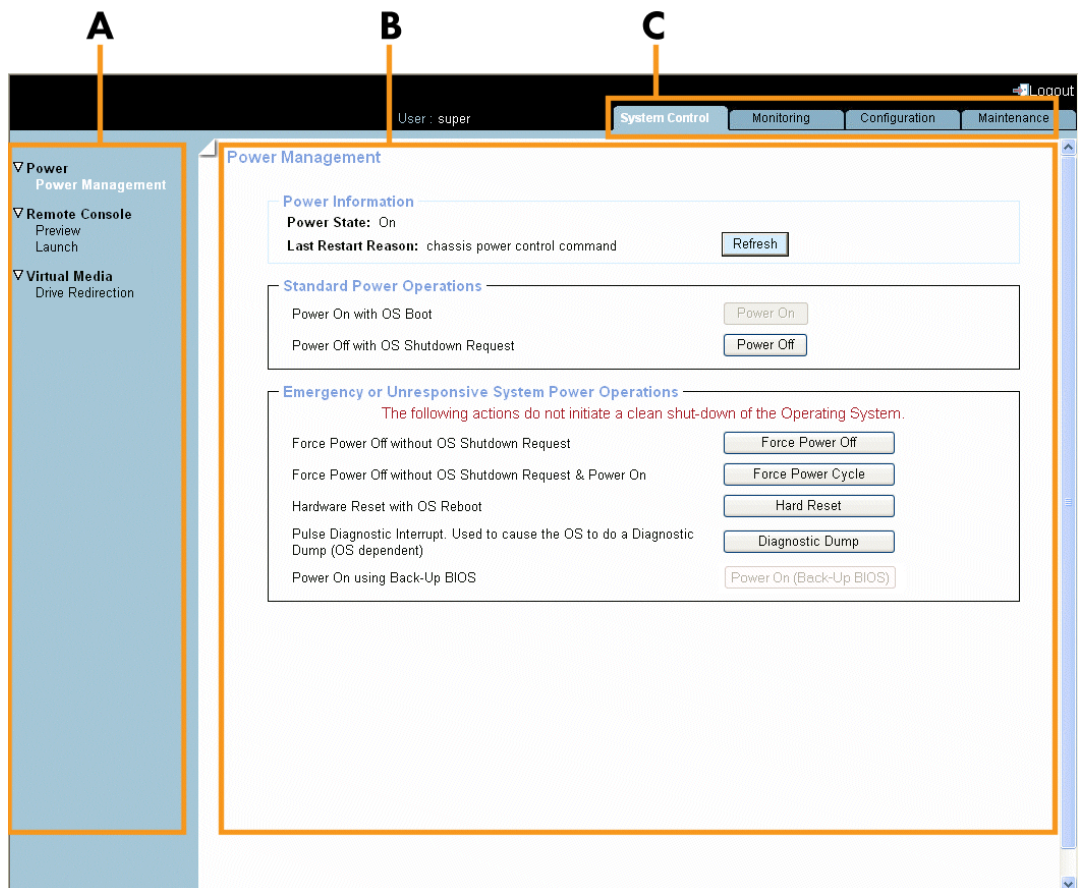 A B C
Logout
User : super
System Control Monitoring Configuration Maintenance
Power
Power Management
Remote Console
Preview
Launch
Virtual Media
Drive Redirection
Power Management
Power Information
Power State: On
Last Restart Reason: chassis power control command Refresh
Standard Power Operations
Power On with OS Boot Power On
Power Off with OS Shutdown Request Power Off
Emergency or Unresponsive System Power Operations
The following actions do not initiate a clean shut-down of the Operating System.
Force Power Off without OS Shutdown Request Force Power Off
Force Power Off without OS Shutdown Request & Power On Force Power Cycle
Hardware Reset with OS Reboot Hard Reset
Pulse Diagnostic Interrupt. Used to cause the OS to do a Diagnostic
Dump (OS dependent) Diagnostic Dump
Power On using Back-Up BIOS Power On (Back-Up BIOS)